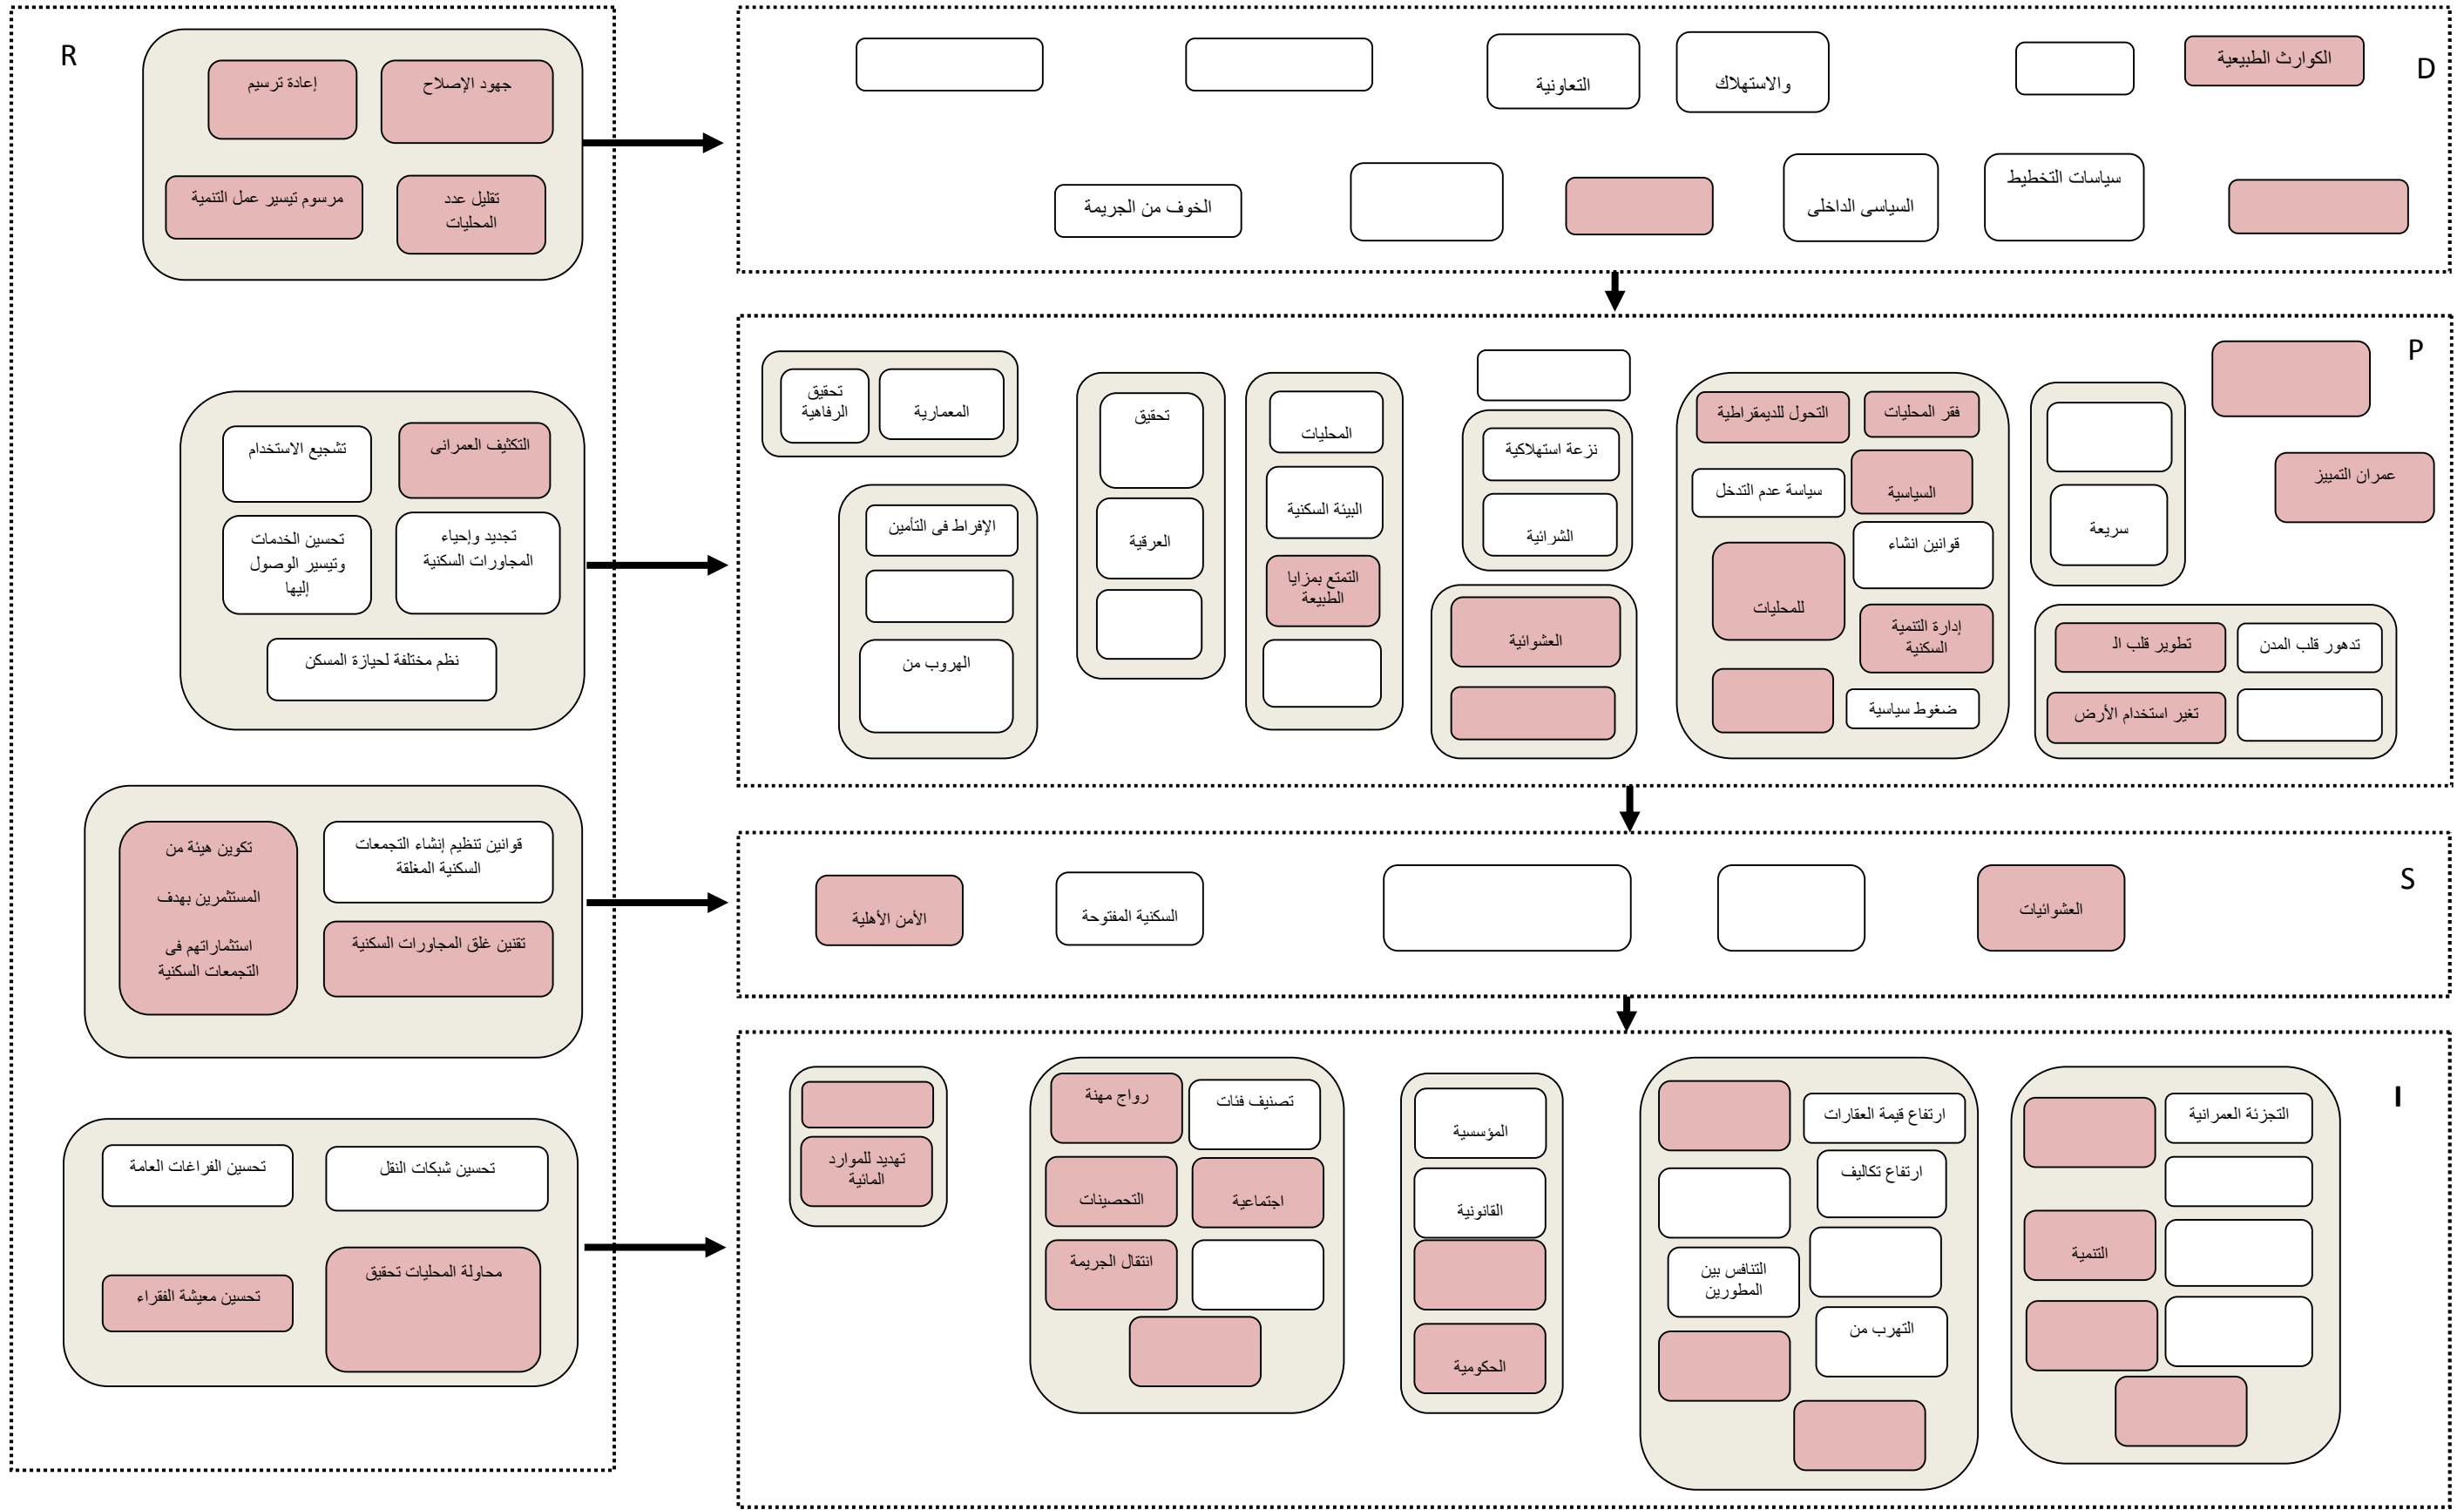 R
جهود الإصلاح
إعادة ترسيم
تقليل عدد
المحليات
مرسوم تيسير عمل التنمية
التكثيف العمرانى
تشجيع الاستخدام
تجديد وإحياء
المجاورات السكنية
تحسين الخدمات
وتيسير الوصول
إليها
نظم مختلفة لحيازة المسكن
قوانين تنظيم إنشاء التجمعات
السكنية المغلقة
تكوين هيئة من
المستثمرين بهدف
استثماراتهم فى
التجمعات السكنية
تقنين غلق المجاورات السكنية
تحسين شبكات النقل
تحسين الفراغات العامة
محاولة المحليات تحقيق
تحسين معيشة الفقراء
D
الكوارث الطبيعية
والاستهلاك
التعاونية
سياسات التخطيط
السياسى الداخلى
الخوف من الجريمة
P
عمران التمييز
سريعة
تدهور قلب المدن
تطوير قلب الـ
تغير استخدام الأرض
فقر المحليات
التحول للديمقراطية
السياسية
سياسة عدم التدخل
قوانين انشاء
للمحليات
إدارة التنمية
السكنية
ضغوط سياسية
نزعة استهلاكية
الشرائية
العشوائية
المحليات
البيئة السكنية
التمتع بمزايا
الطبيعة
تحقيق
العرقية
المعمارية
تحقيق
الرفاهية
الإفراط فى التأمين
الهروب من
S
العشوائيات
السكنية المفتوحة
الأمن الأهلية
I
التجزئة العمرانية
التنمية
ارتفاع قيمة العقارات
ارتفاع تكاليف
التنافس بين
المطورين
التهرب من
المؤسسية
القانونية
الحكومية
تصنيف فئات
رواج مهنة
اجتماعية
التحصينات
انتقال الجريمة
تهديد للموارد
المائية